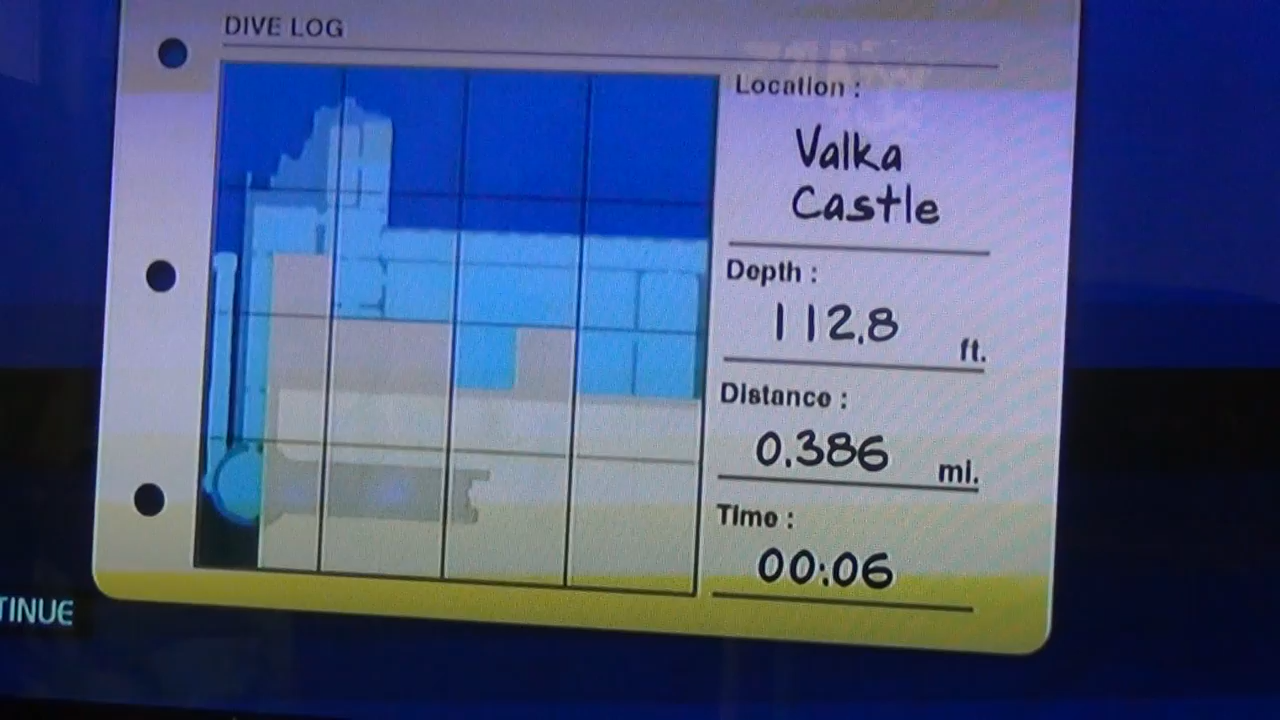 DIVE LOG
Location :
Valka
Castle
Depth :
112.8 ft.
Distance :
0.386 mi.
Time :
00:06
TINUE